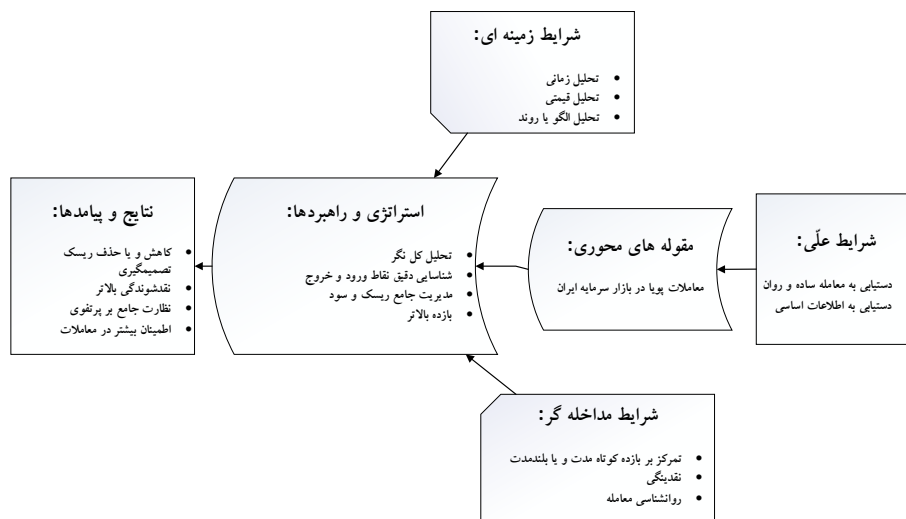 شرایط زمینه ای:
• تحلیل زمانی
• تحلیل قیمتی
• تحلیل الگو یا روند
شرایط علّی:
دستیابی به معامله ساده و روان
دستیابی به اطلاعات اساسی
مقوله های محوری:
معاملات پویا در بازار سرمایه ایران
استراتژی و راهبردها:
• تحلیل کل نگر
• شناسایی دقیق نقاط ورود و خروج
• مدیریت جامع ریسک و سود
• بازده بالاتر
نتایج و پیامدها:
• کاهش و یا حذف ریسک
تصمیمگیری
• نقدشوندگی بالاتر
• نظارت جامع بر پرتفوی
• اطمینان بیشتر در معاملات
شرایط مداخله گر:
• تمرکز بر بازده کوتاه مدت و یا بلندمدت
• نقدینگی
• روانشناسی معامله